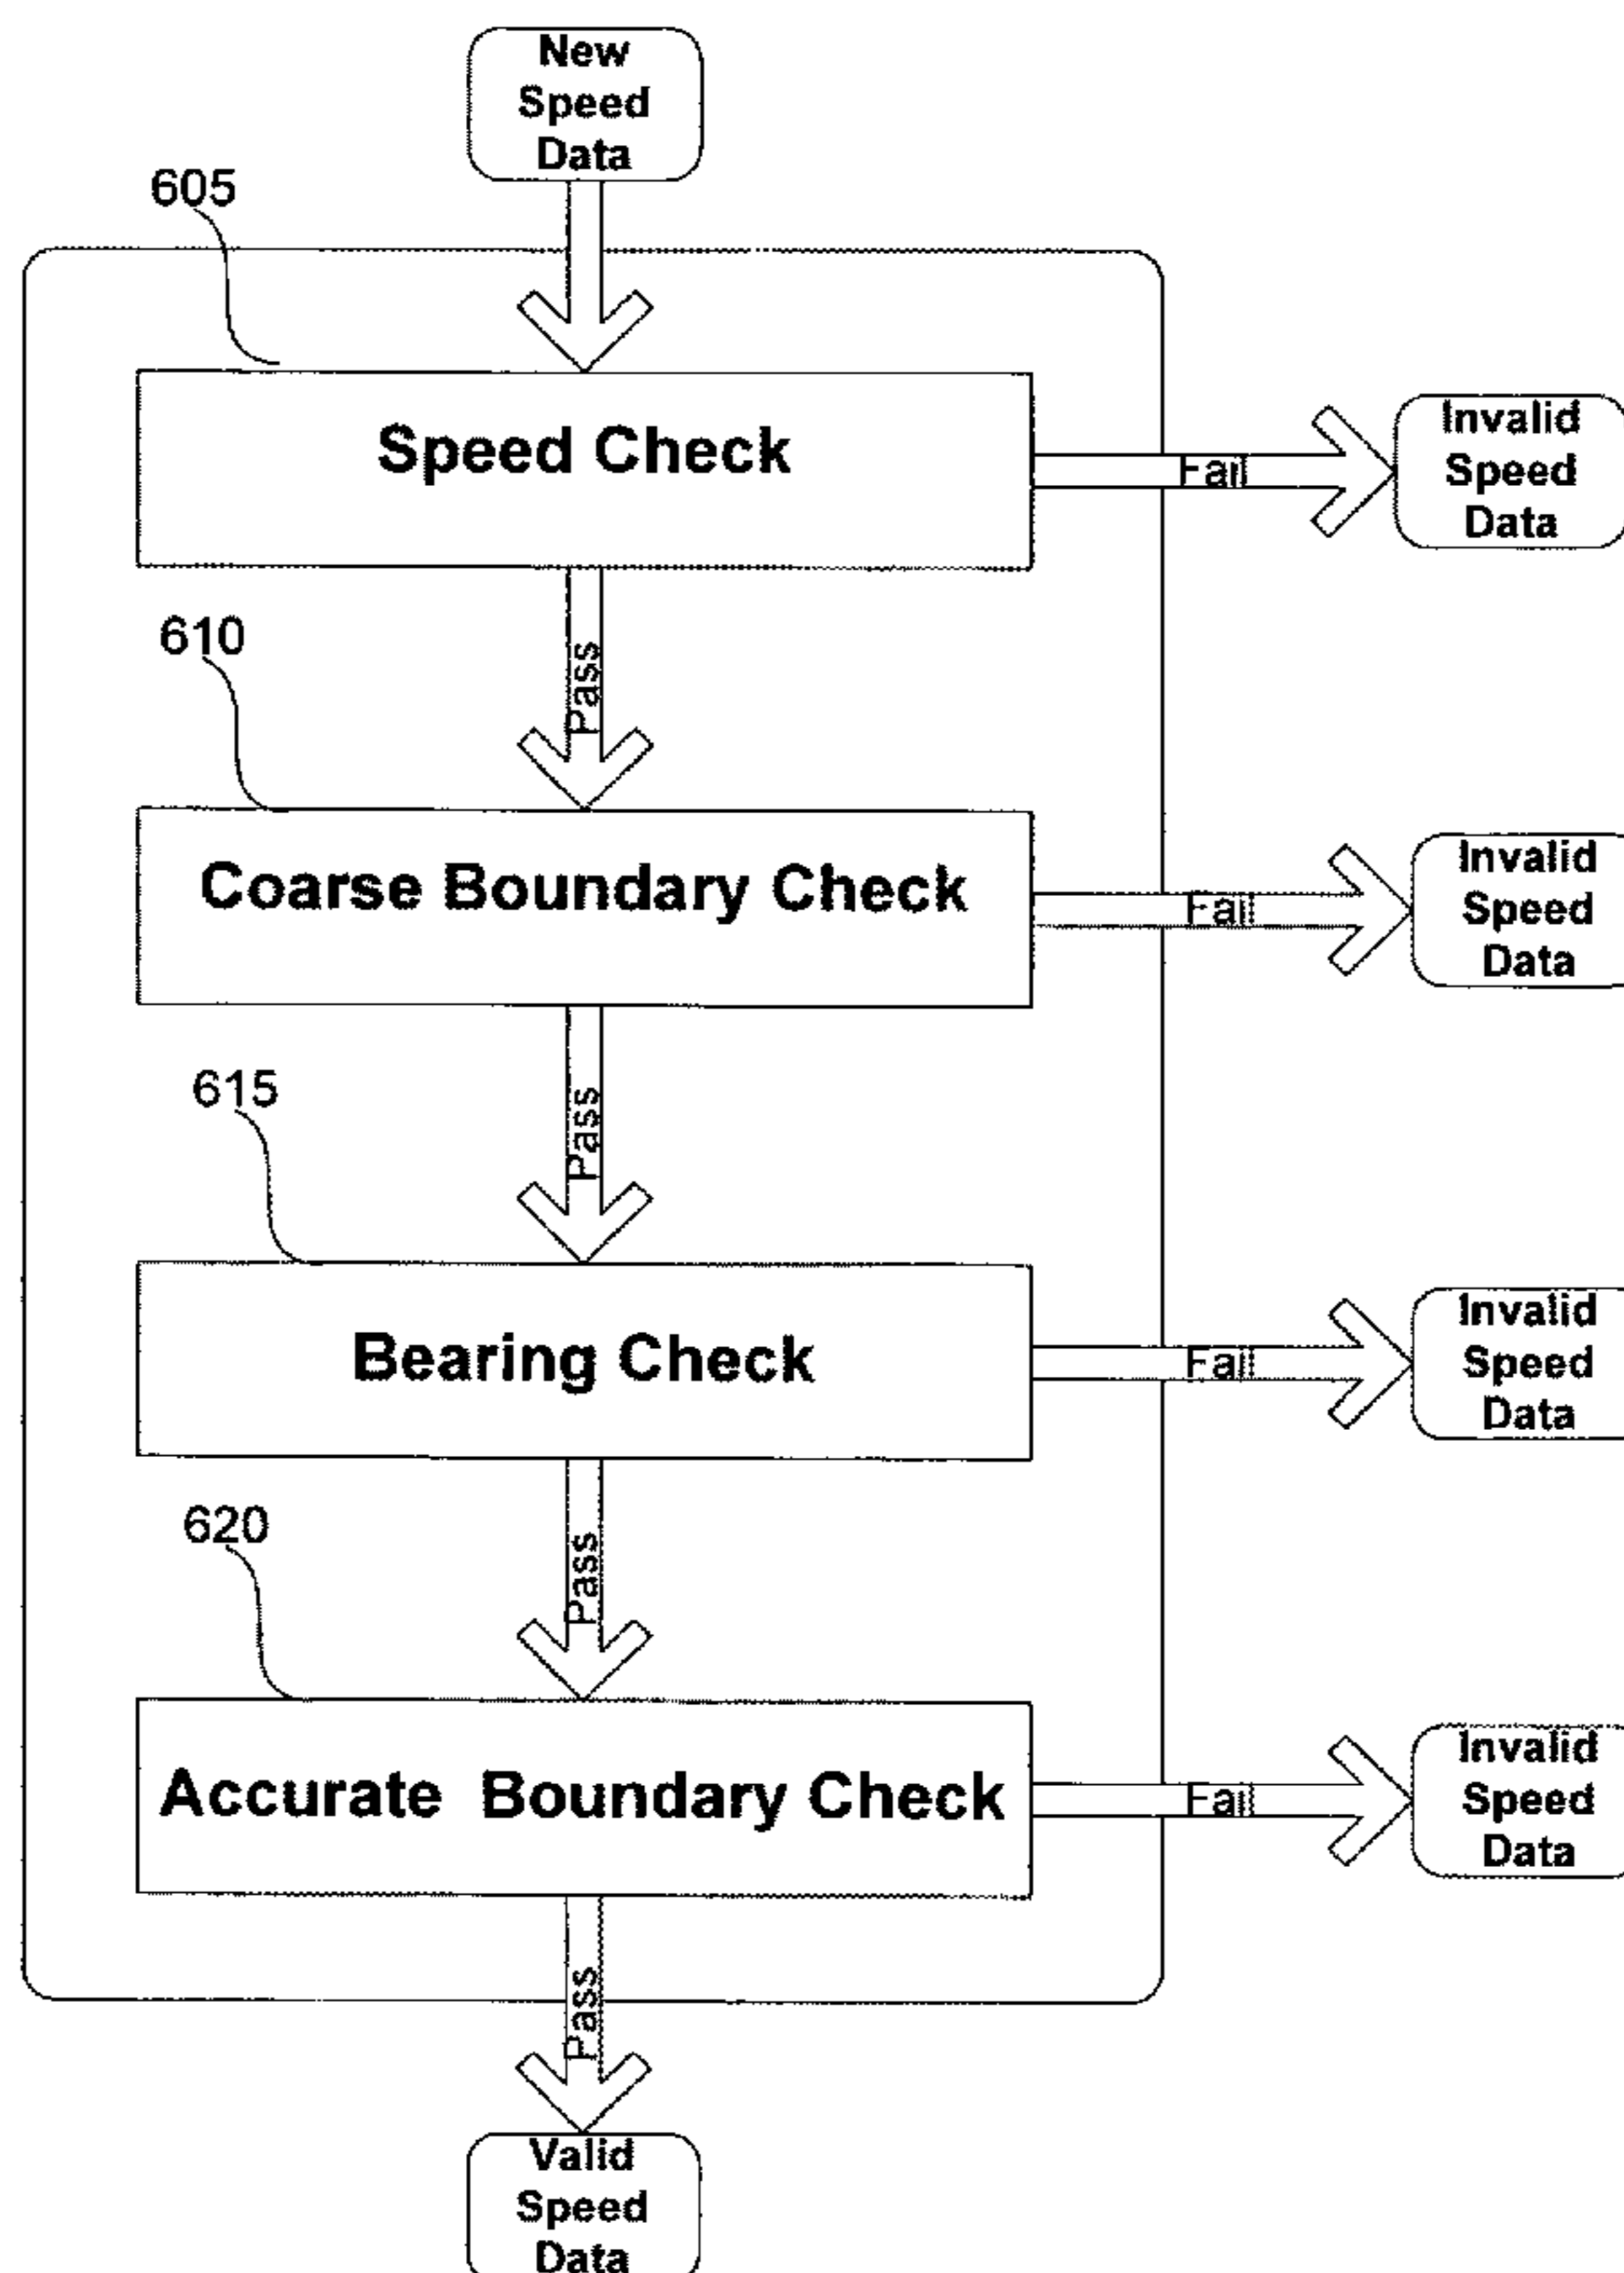 New
Speed
Data
605
Speed Check
Fail
Invalid
Speed
Data
Pass
610
Coarse Boundary Check
Fail
Invalid
Speed
Data
Pass
615
Bearing Check
Fail
Invalid
Speed
Data
Pass
620
Accurate Boundary Check
Fail
Invalid
Speed
Data
Pass
Valid
Speed
Data